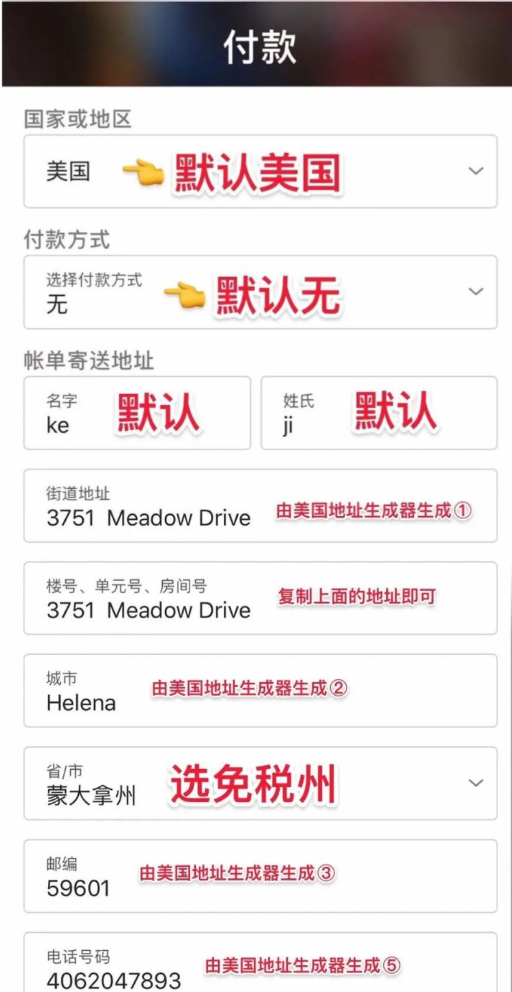 付款
国家或地区
美国 👈 默认美国
付款方式
选择付款方式
无 👈 默认无
帐单寄送地址
名字
ke 默认
姓氏
ji 默认
街道地址
3751 Meadow Drive 由美国地址生成器生成①
楼号、单元号、房间号
3751 Meadow Drive 复制上面的地址即可
城市
Helena 由美国地址生成器生成②
省/市
蒙大拿州 选免税州
邮编
59601 由美国地址生成器生成③
电话号码
4062047893 由美国地址生成器生成⑤